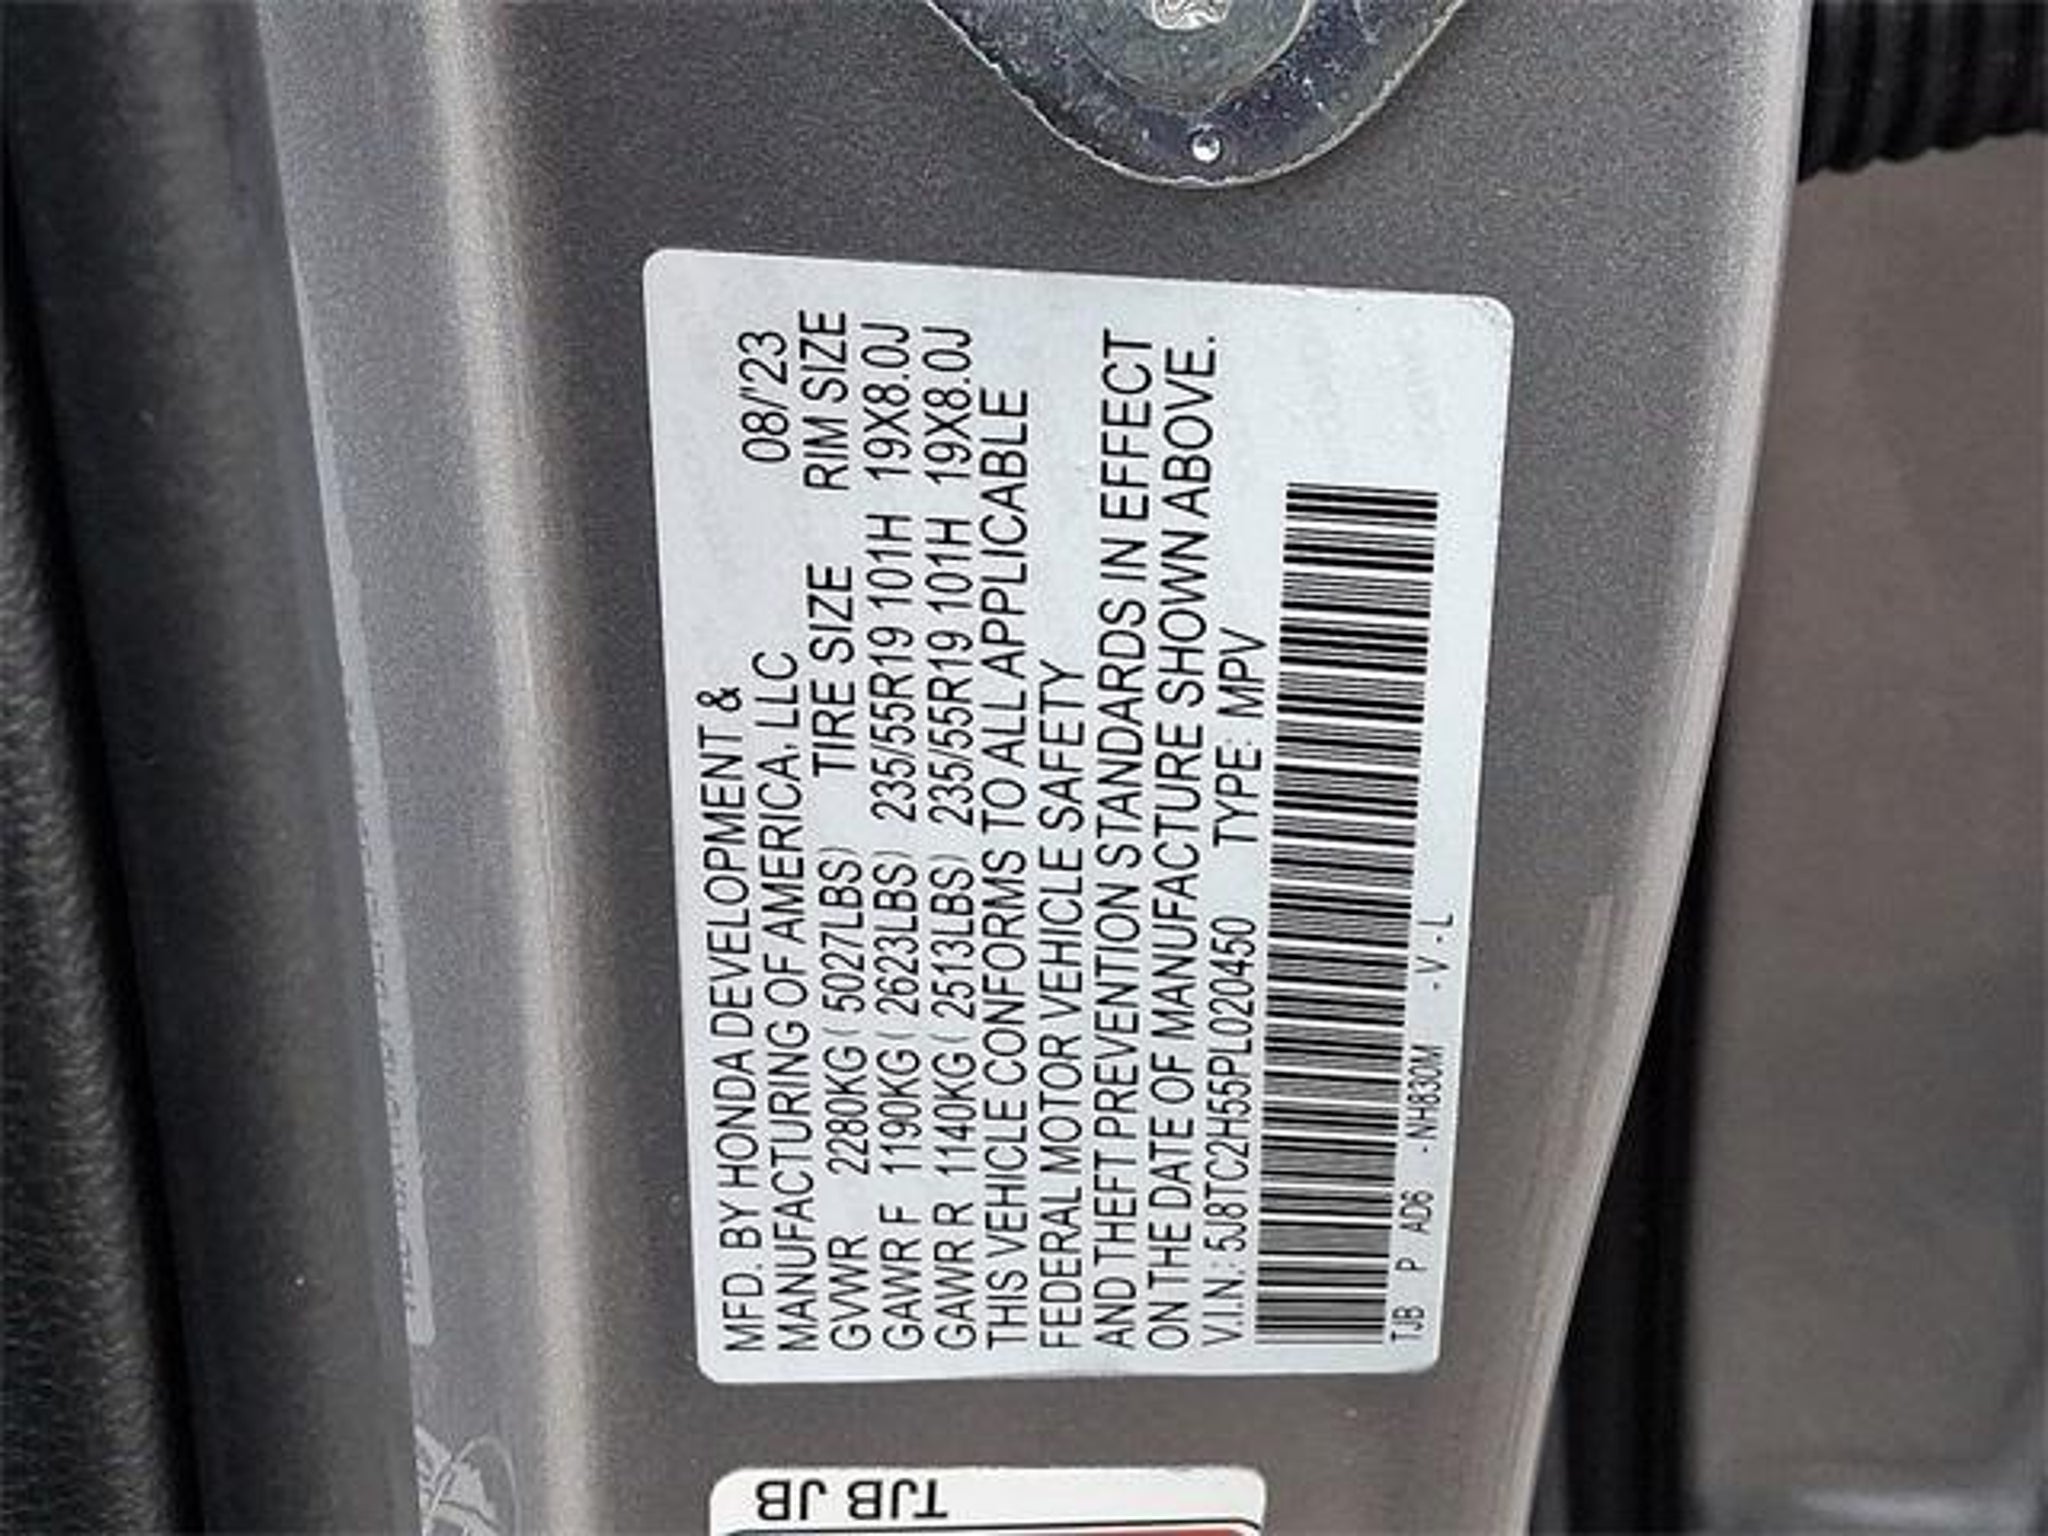 MFD. BY HONDA DEVELOPMENT &
MANUFACTURING OF AMERICA, LLC 08/'23
TIRE SIZE RIM SIZE
GVWR 2280KG ( 5027LBS)
GAWR F 1190KG ( 2623LBS) 235/55R19 101H 19X8.0J
GAWR R 1140KG ( 2513LBS) 235/55R19 101H 19X8.0J
THIS VEHICLE CONFORMS TO ALL APPLICABLE
FEDERAL MOTOR VEHICLE SAFETY
AND THEFT PREVENTION STANDARDS IN EFFECT
ON THE DATE OF MANUFACTURE SHOWN ABOVE.
V.I.N.: 5J8TC2H55PL020450 TYPE: MPV
TJB P AD6 -NH830M -V - L
TJB JB